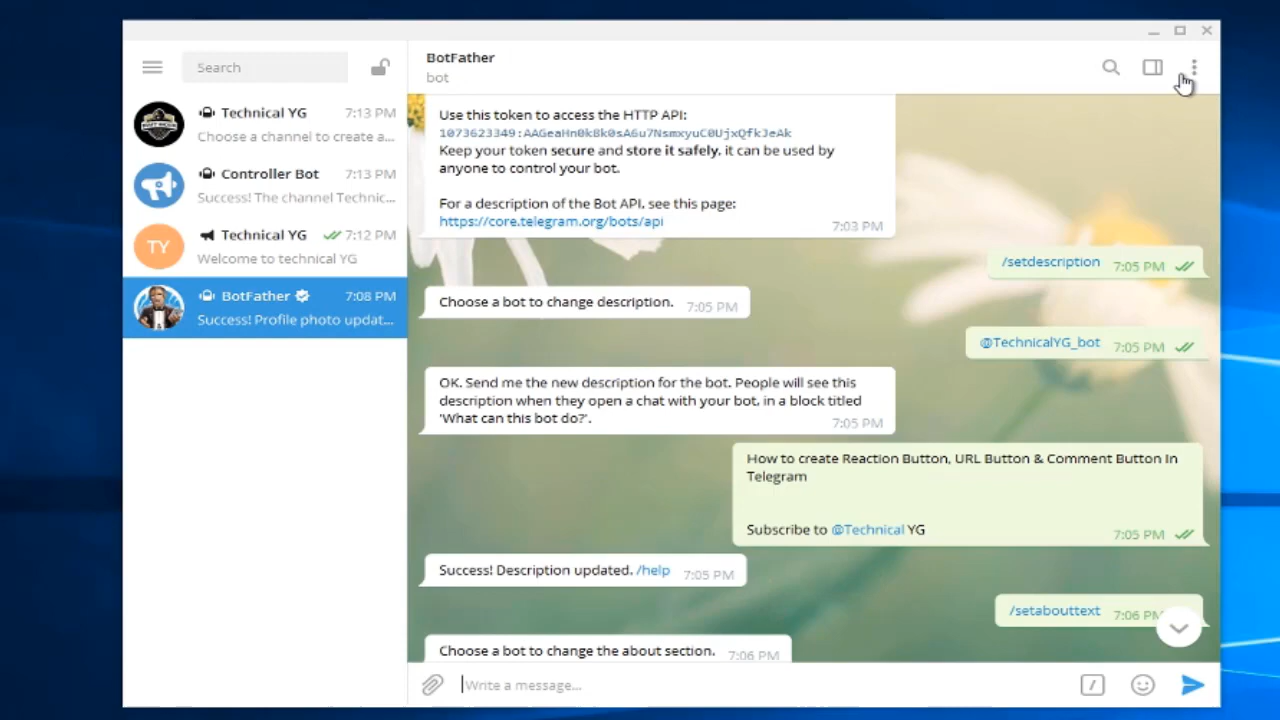 Search
Technical YG 7:13 PM
Choose a channel to create a...
Controller Bot 7:13 PM
Success! The channel Technic...
TY
Technical YG 7:12 PM
Welcome to technical YG
BotFather 7:08 PM
Success! Profile photo updat...
BotFather
bot
Use this token to access the HTTP API:
Keep your token secure and store it safely, it can be used by
anyone to control your bot.
For a description of the Bot API, see this page:
https://core.telegram.org/bots/api
7:03 PM
/setdescription 7:05 PM
Choose a bot to change description. 7:05 PM
@TechnicalYG_bot 7:05 PM
OK. Send me the new description for the bot. People will see this
description when they open a chat with your bot, in a block titled
'What can this bot do?'. 7:05 PM
How to create Reaction Button, URL Button & Comment Button In
Telegram
Subscribe to @Technical YG 7:05 PM
Success! Description updated. /help 7:05 PM
/setabouttext 7:06 PM
Choose a bot to change the about section. 7:06 PM
Write a message...